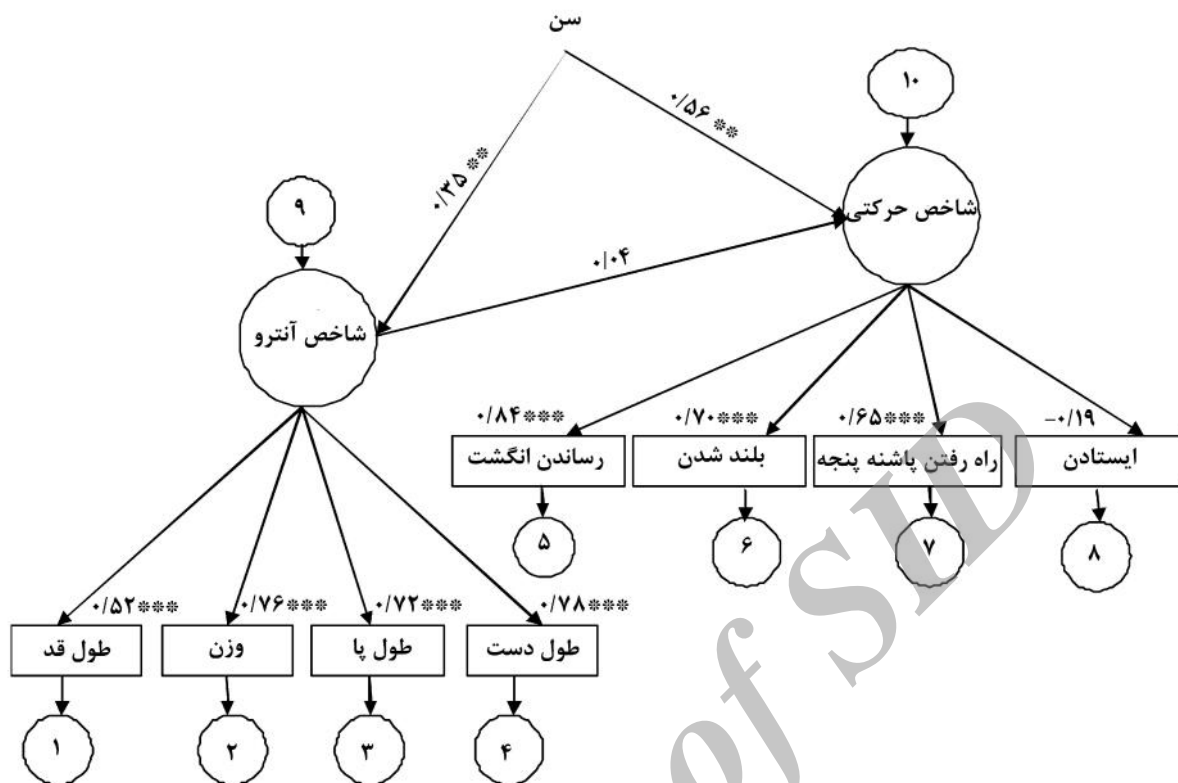 سن
۱۰
۰/۵۶ **
۰/۳۵ **
شاخص حرکتی
۹
۰/۰۴
شاخص آنترو
۰/۸۴***
۰/۷۰***
۰/۶۵***
-۰/۱۹
رساندن انگشت
بلند شدن
راه رفتن پاشنه پنجه
ایستادن
۵
۶
۷
۸
۰/۵۲***
۰/۷۶***
۰/۷۲***
۰/۷۸***
طول قد
وزن
طول پا
طول دست
۱
۲
۳
۴
of SID